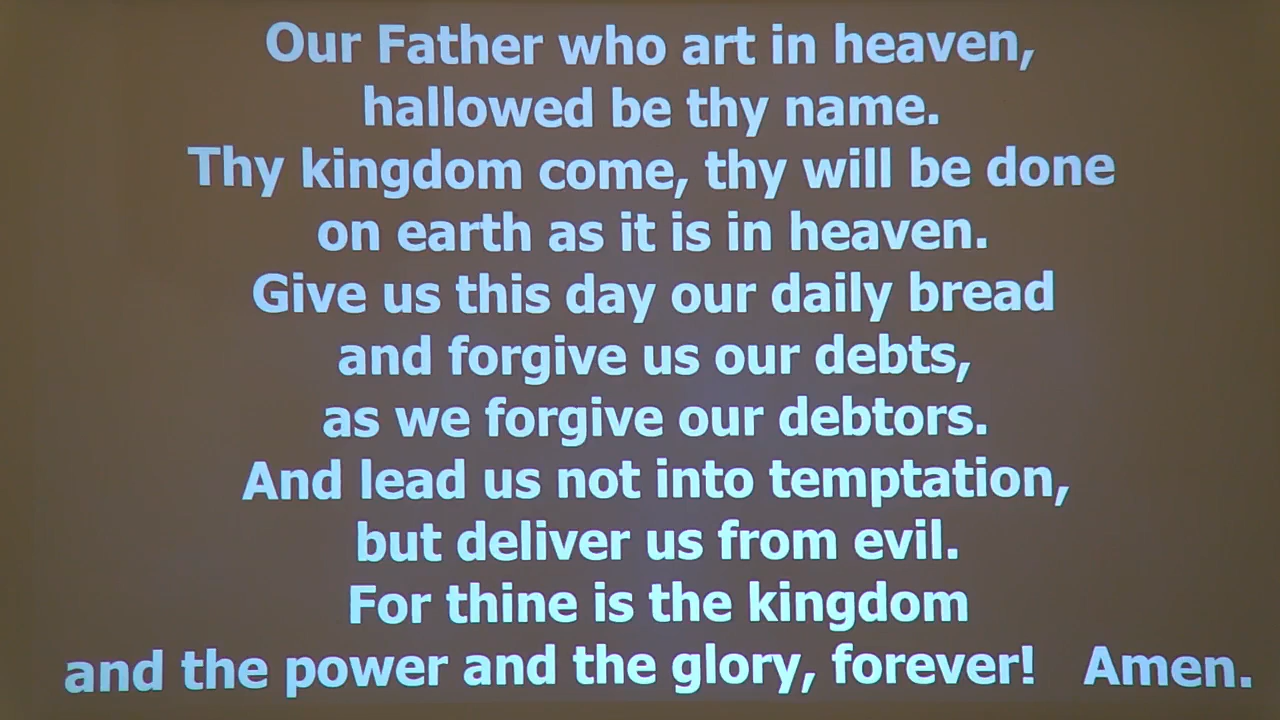 Our Father who art in heaven,
hallowed be thy name.
Thy kingdom come, thy will be done
on earth as it is in heaven.
Give us this day our daily bread
and forgive us our debts,
as we forgive our debtors.
And lead us not into temptation,
but deliver us from evil.
For thine is the kingdom
and the power and the glory, forever! Amen.